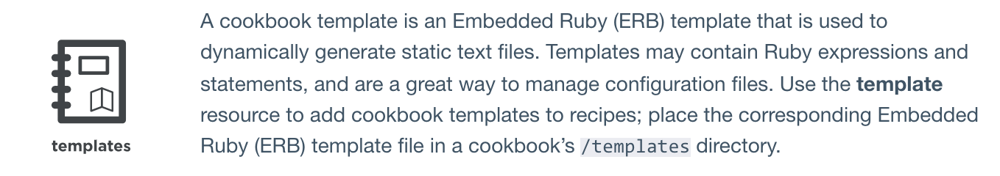 A cookbook template is an Embedded Ruby (ERB) template that is used to
dynamically generate static text files. Templates may contain Ruby expressions and
statements, and are a great way to manage configuration files. Use the template
resource to add cookbook templates to recipes; place the corresponding Embedded
Ruby (ERB) template file in a cookbook’s /templates directory.
templates